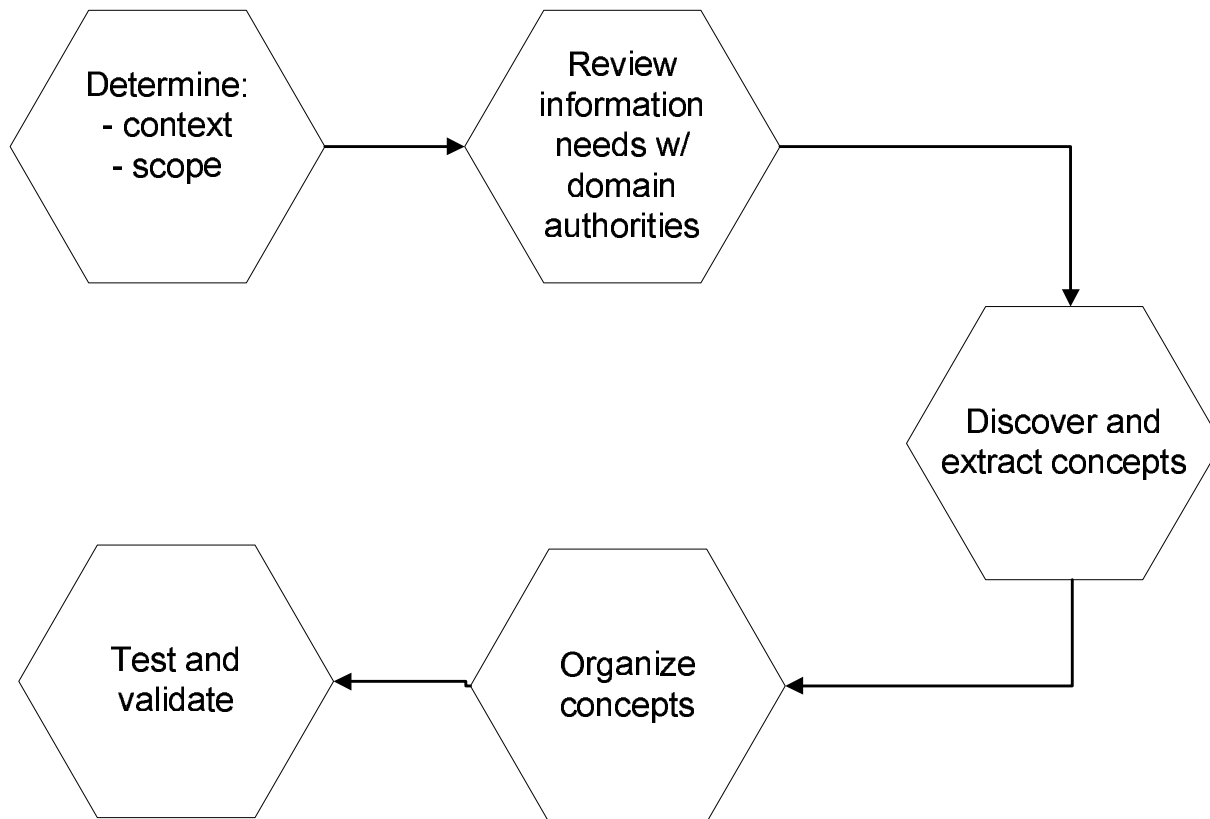 Determine:
- context
- scope
Review
information
needs w/
domain
authorities
Discover and
extract concepts
Organize
concepts
Test and
validate